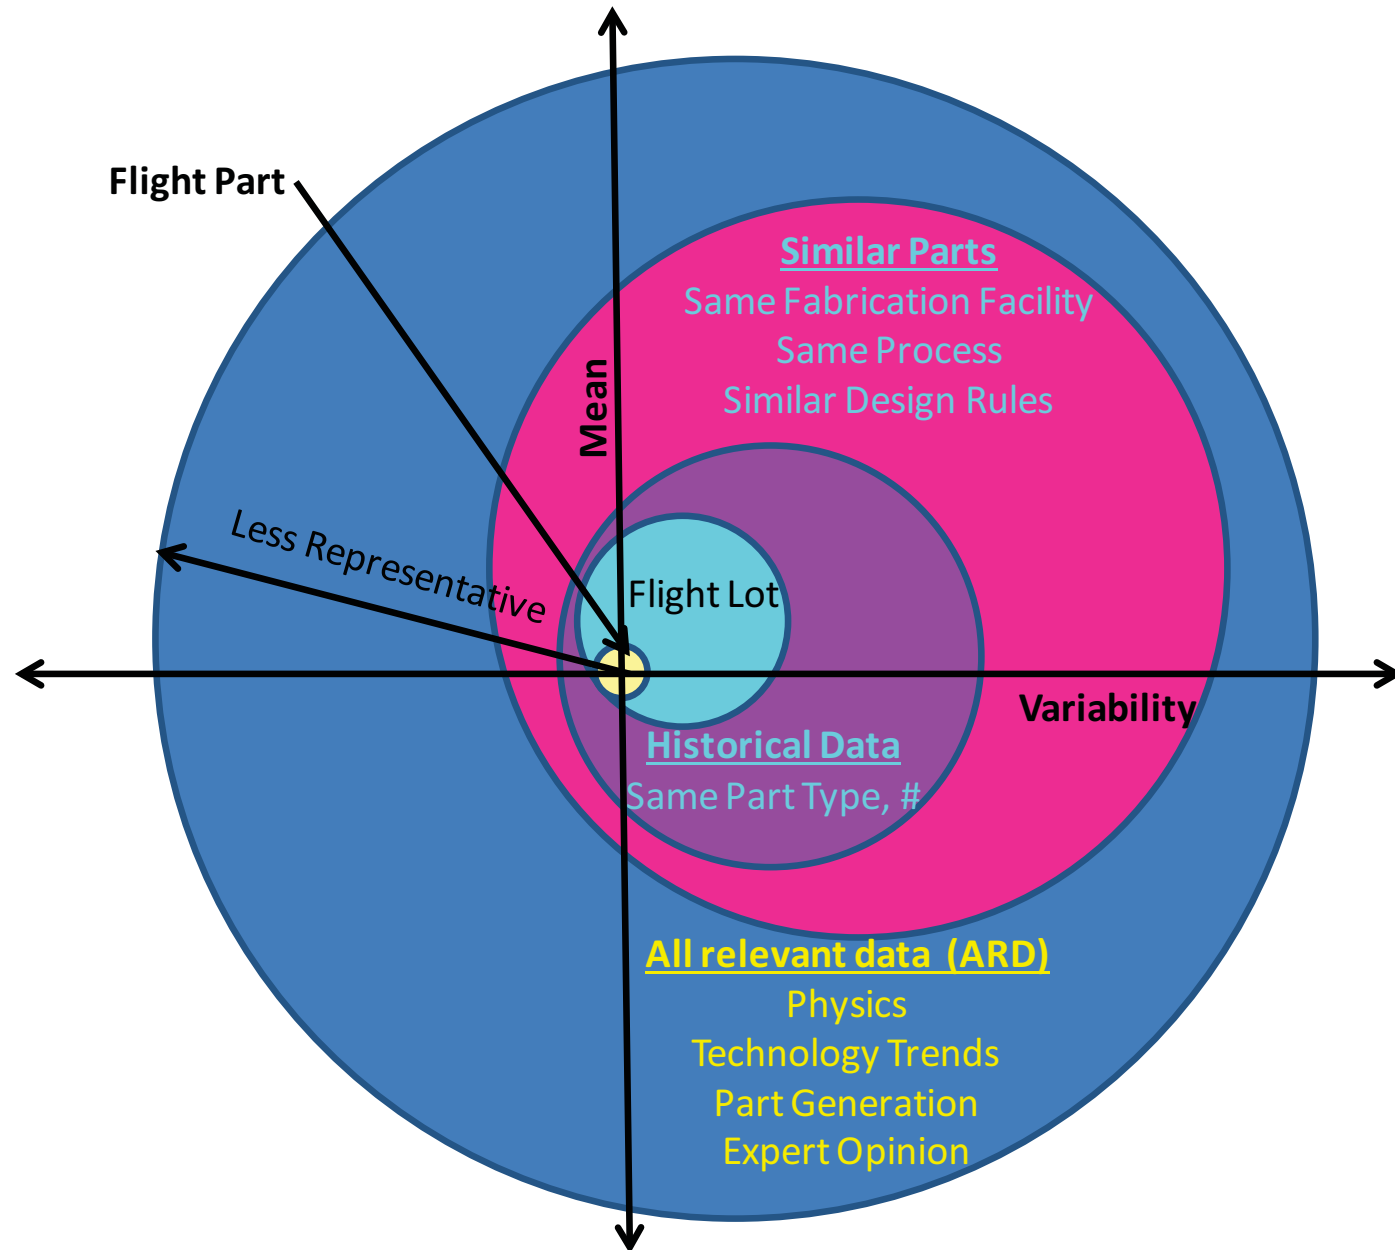 Flight Part
Similar Parts
Same Fabrication Facility
Same Process
Similar Design Rules
Mean
Less Representative
Flight Lot
Variability
Historical Data
Same Part Type, #
All relevant data (ARD)
Physics
Technology Trends
Part Generation
Expert Opinion